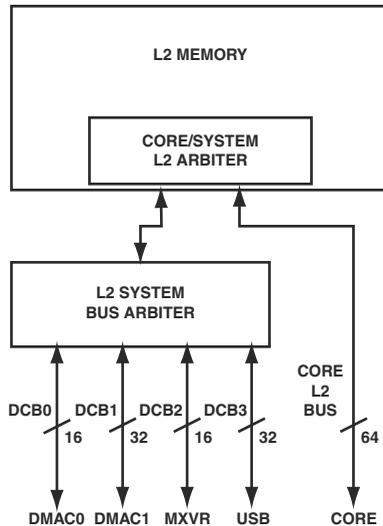 L2 MEMORY
CORE/SYSTEM
L2 ARBITER
L2 SYSTEM
BUS ARBITER
DCB0
DCB1
DCB2
DCB3
CORE
L2
BUS
16
32
16
32
64
DMAC0 DMAC1 MXVR USB CORE